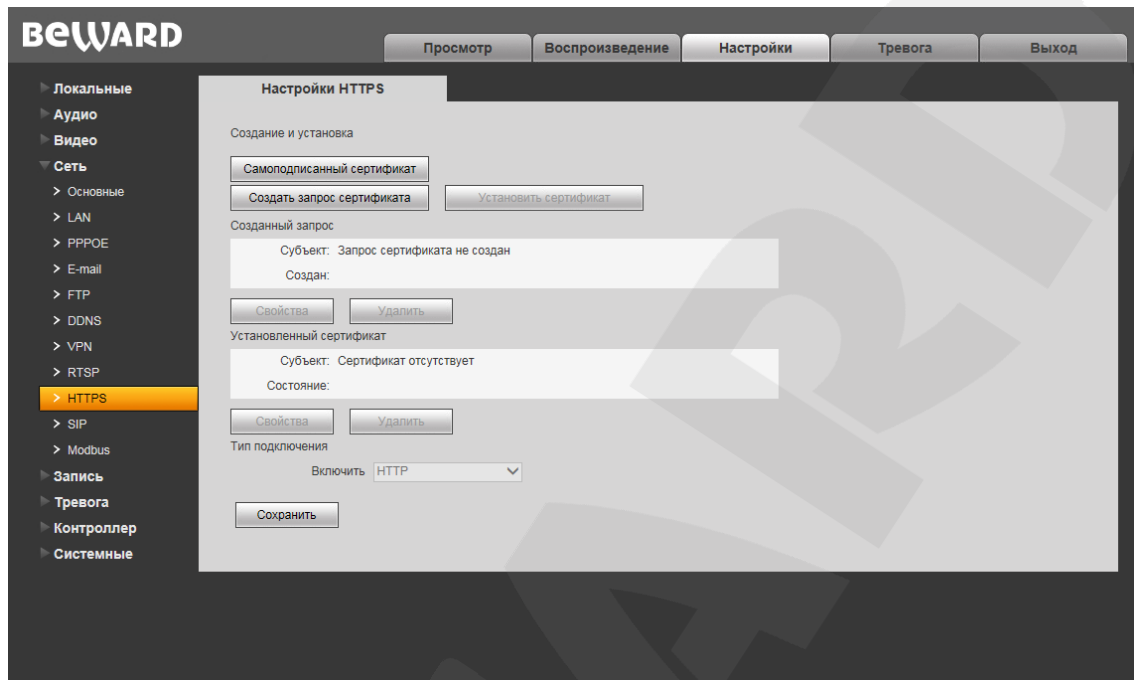 BEWARD
Просмотр
Воспроизведение
Настройки
Тревога
Выход
Локальные
Аудио
Видео
Сеть
> Основные
> LAN
> PPPOE
> E-mail
> FTP
> DDNS
> VPN
> RTSP
> HTTPS
> SIP
> Modbus
Запись
Тревога
Контроллер
Системные
Настройки HTTPS
Создание и установка
Самоподписанный сертификат
Создать запрос сертификата
Установить сертификат
Созданный запрос
Субъект: Запрос сертификата не создан
Создан:
Свойства
Удалить
Установленный сертификат
Субъект: Сертификат отсутствует
Состояние:
Свойства
Удалить
Тип подключения
Включить HTTP
Сохранить